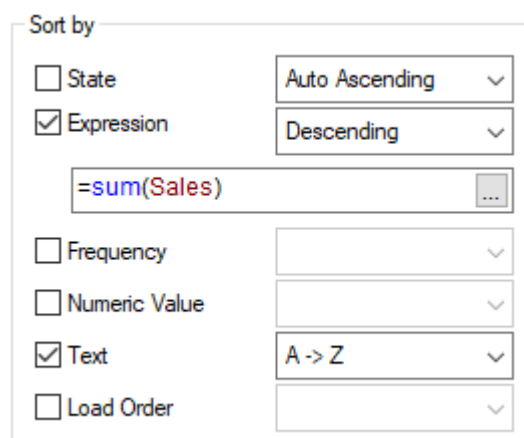 Sort by
State Auto Ascending
Expression Descending
=sum(Sales) ...
Frequency
Numeric Value
Text A -> Z
Load Order